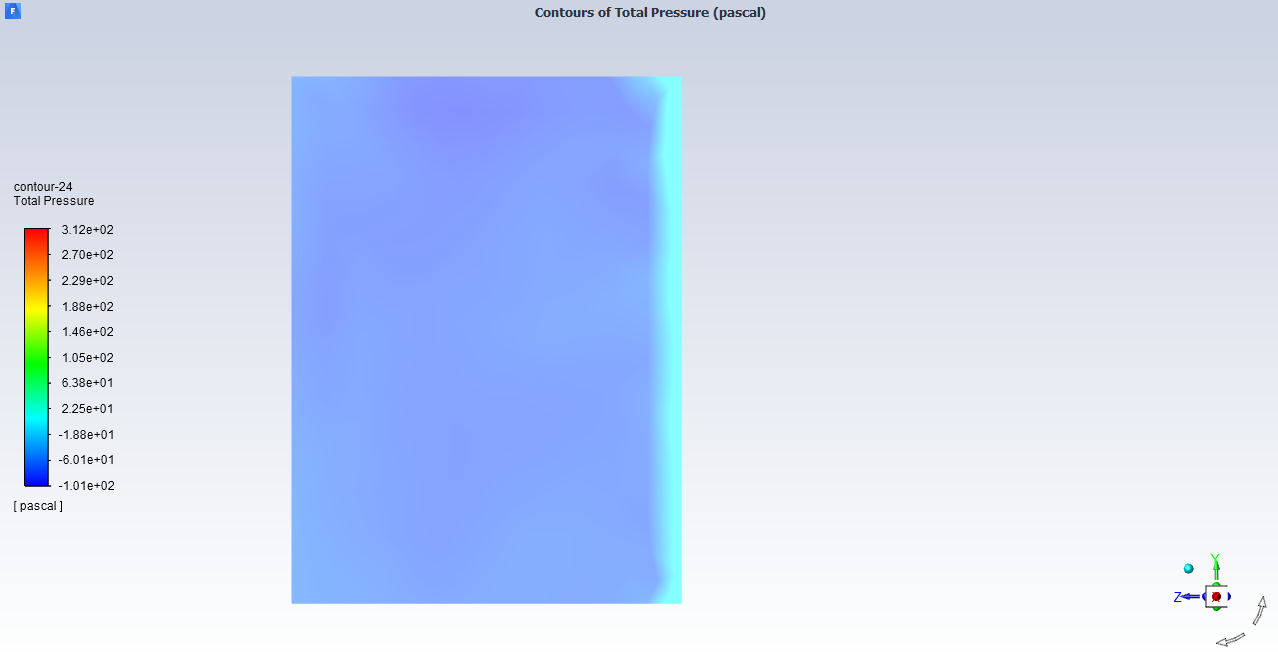 F
Contours of Total Pressure (pascal)
contour-24
Total Pressure
3.12e+02
2.70e+02
2.29e+02
1.88e+02
1.46e+02
1.05e+02
6.38e+01
2.25e+01
-1.88e+01
-6.01e+01
-1.01e+02
[ pascal ]
Y
Z